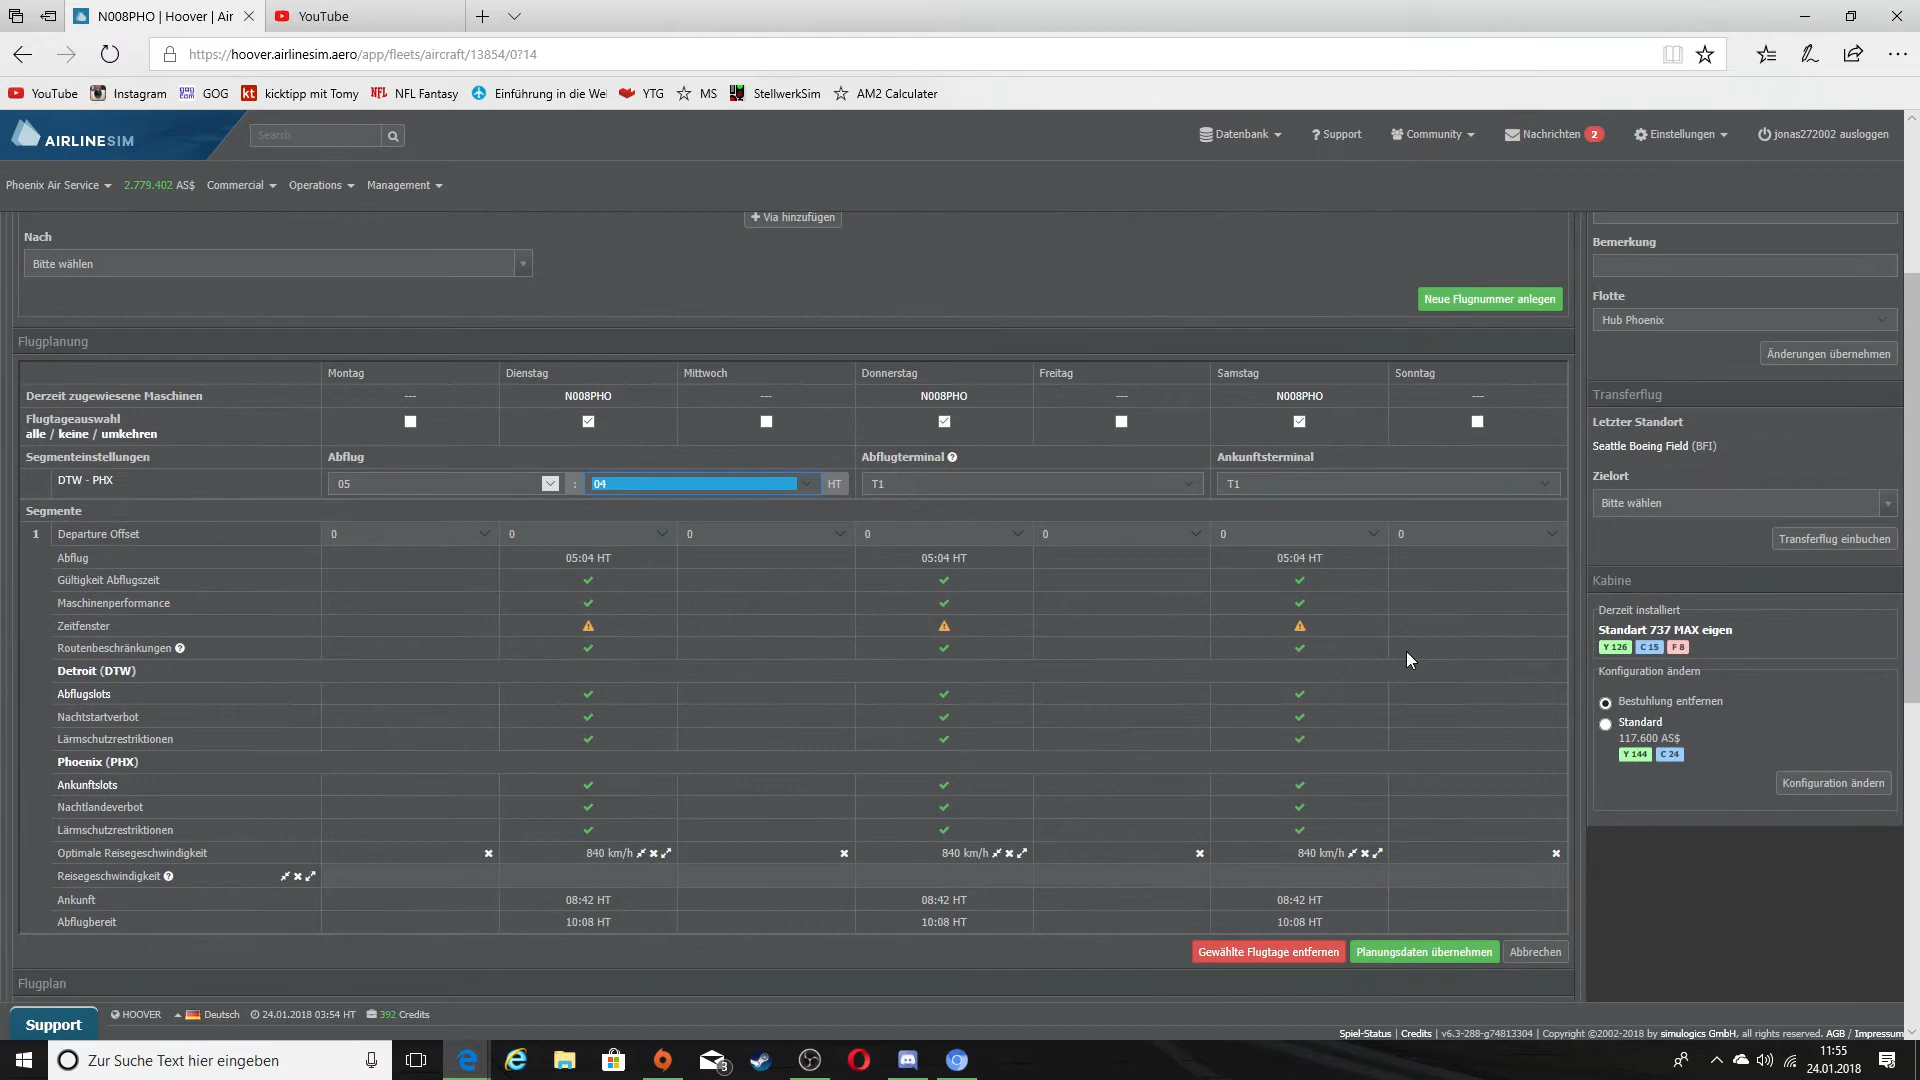 N008PHO | Hoover | Air
YouTube
https://hoover.airlinesim.aero/app/fleets/aircraft/13854/0?14
YouTube Instagram GOG kicktipp mit Tomy NFL Fantasy Einführung in die We YTG MS StellwerkSim AM2 Calculater
AIRLINESIM Search Datenbank ? Support Community Nachrichten 2 Einstellungen jonas272002 ausloggen
Phoenix Air Service 2.779.402 AS$ Commercial Operations Management
+ Via hinzufügen
Nach
Bitte wählen
Neue Flugnummer anlegen
Flugplanung
Montag Dienstag Mittwoch Donnerstag Freitag Samstag Sonntag
Derzeit zugewiesene Maschinen --- N008PHO --- N008PHO --- N008PHO ---
Flugtageauswahl
alle / keine / umkehren
Segmenteinstellungen Abflug Abflugterminal ? Ankunftsterminal
DTW - PHX 05 : 04 HT T1 T1
Segmente
1 Departure Offset 0 0 0 0 0 0 0
Abflug 05:04 HT 05:04 HT 05:04 HT
Gültigkeit Abflugszeit
Maschinenperformance
Zeitfenster
Routenbeschränkungen ?
Detroit (DTW)
Abflugslots
Nachtstartverbot
Lärmschutzrestriktionen
Phoenix (PHX)
Ankunftslots
Nachtlandeverbot
Lärmschutzrestriktionen
Optimale Reisegeschwindigkeit 840 km/h 840 km/h 840 km/h
Reisegeschwindigkeit ?
Ankunft 08:42 HT 08:42 HT 08:42 HT
Abflugbereit 10:08 HT 10:08 HT 10:08 HT
Gewählte Flugtage entfernen Planungsdaten übernehmen Abbrechen
Flugplan
Bemerkung
Flotte
Hub Phoenix
Änderungen übernehmen
Transferflug
Letzter Standort
Seattle Boeing Field (BFI)
Zielort
Bitte wählen
Transferflug einbuchen
Kabine
Derzeit installiert
Standart 737 MAX eigen
Y 126 C 15 F 8
Konfiguration ändern
Bestuhlung entfernen
Standard
117.600 AS$
Y 144 C 24
Konfiguration ändern
Support HOOVER Deutsch 24.01.2018 03:54 HT 392 Credits
Spiel-Status | Credits | v6.3-288-g74813304 | Copyright ©2002-2018 by simulogics GmbH, all rights reserved. AGB / Impressum
Zur Suche Text hier eingeben
3
11:55
24.01.2018